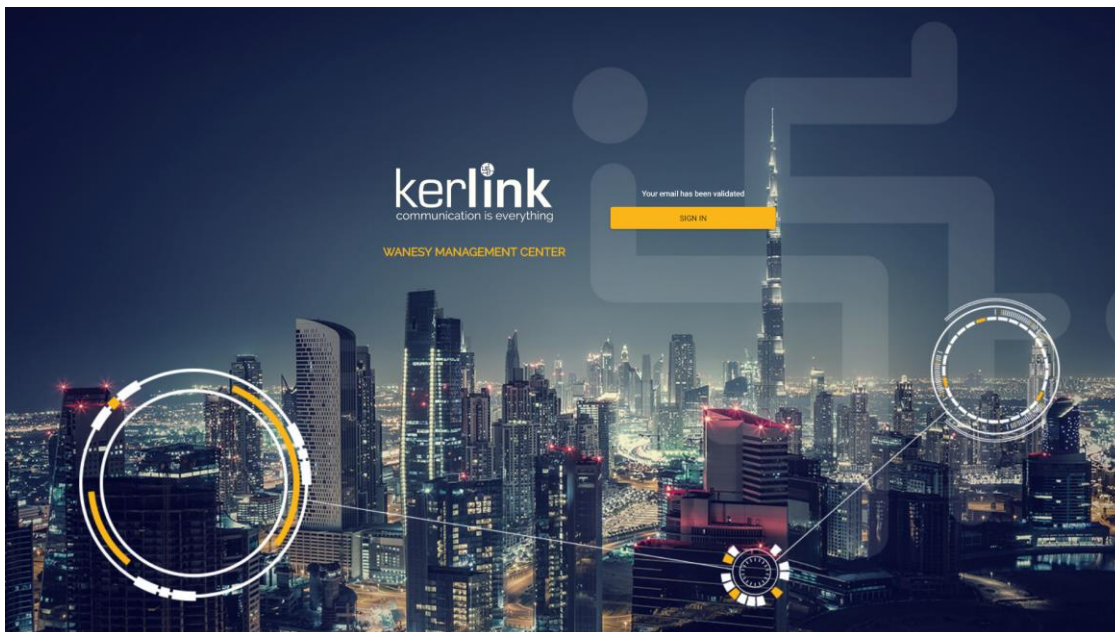 kerlink
communication is everything
WANESY MANAGEMENT CENTER
Your email has been validated
SIGN IN